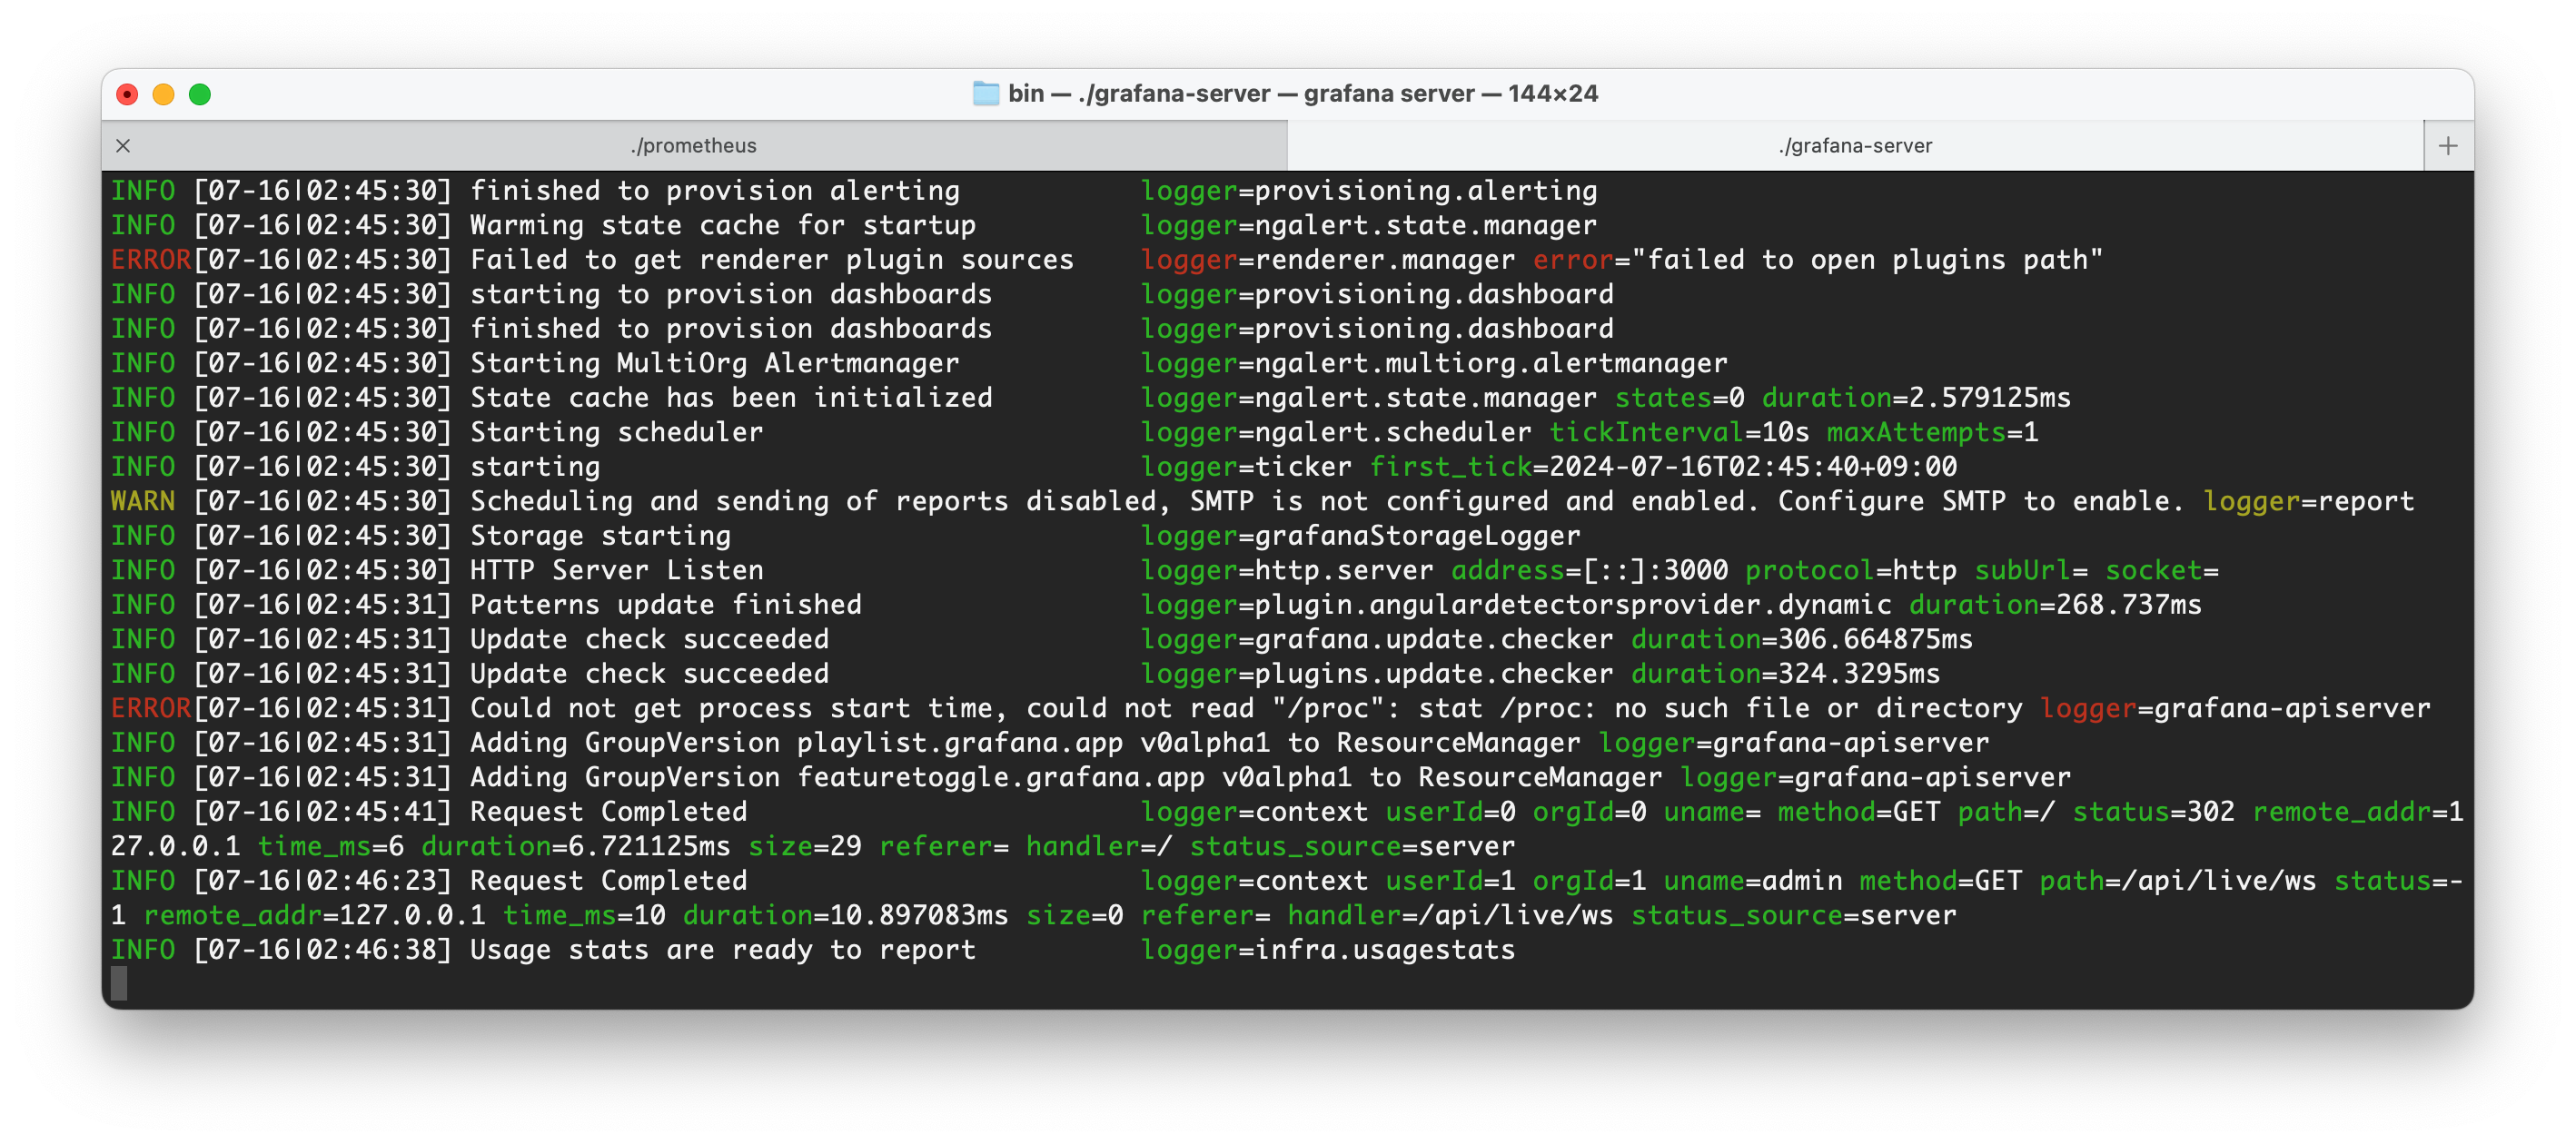 bin — ./grafana-server — grafana server — 144×24
./prometheus
./grafana-server
INFO [07-16|02:45:30] finished to provision alerting logger=provisioning.alerting
INFO [07-16|02:45:30] Warming state cache for startup logger=ngalert.state.manager
ERROR[07-16|02:45:30] Failed to get renderer plugin sources logger=renderer.manager error="failed to open plugins path"
INFO [07-16|02:45:30] starting to provision dashboards logger=provisioning.dashboard
INFO [07-16|02:45:30] finished to provision dashboards logger=provisioning.dashboard
INFO [07-16|02:45:30] Starting MultiOrg Alertmanager logger=ngalert.multiorg.alertmanager
INFO [07-16|02:45:30] State cache has been initialized logger=ngalert.state.manager states=0 duration=2.579125ms
INFO [07-16|02:45:30] Starting scheduler logger=ngalert.scheduler tickInterval=10s maxAttempts=1
INFO [07-16|02:45:30] starting logger=ticker first_tick=2024-07-16T02:45:40+09:00
WARN [07-16|02:45:30] Scheduling and sending of reports disabled, SMTP is not configured and enabled. Configure SMTP to enable. logger=report
INFO [07-16|02:45:30] Storage starting logger=grafanaStorageLogger
INFO [07-16|02:45:30] HTTP Server Listen logger=http.server address=[::]:3000 protocol=http subUrl= socket=
INFO [07-16|02:45:31] Patterns update finished logger=plugin.angulardetectorsprovider.dynamic duration=268.737ms
INFO [07-16|02:45:31] Update check succeeded logger=grafana.update.checker duration=306.664875ms
INFO [07-16|02:45:31] Update check succeeded logger=plugins.update.checker duration=324.3295ms
ERROR[07-16|02:45:31] Could not get process start time, could not read "/proc": stat /proc: no such file or directory logger=grafana-apiserver
INFO [07-16|02:45:31] Adding GroupVersion playlist.grafana.app v0alpha1 to ResourceManager logger=grafana-apiserver
INFO [07-16|02:45:31] Adding GroupVersion featuretoggle.grafana.app v0alpha1 to ResourceManager logger=grafana-apiserver
INFO [07-16|02:45:41] Request Completed logger=context userId=0 orgId=0 uname= method=GET path=/ status=302 remote_addr=1
27.0.0.1 time_ms=6 duration=6.721125ms size=29 referer= handler=/ status_source=server
INFO [07-16|02:46:23] Request Completed logger=context userId=1 orgId=1 uname=admin method=GET path=/api/live/ws status=-
1 remote_addr=127.0.0.1 time_ms=10 duration=10.897083ms size=0 referer= handler=/api/live/ws status_source=server
INFO [07-16|02:46:38] Usage stats are ready to report logger=infra.usagestats